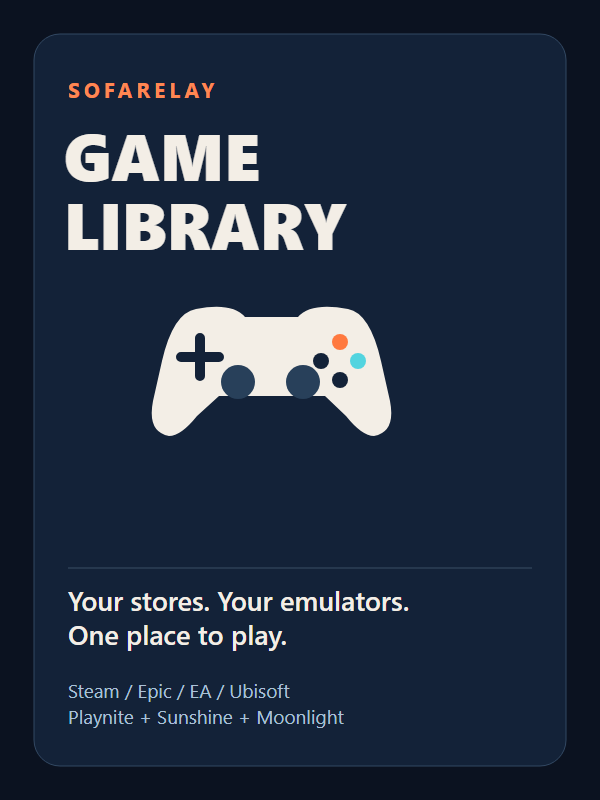 SOFARELAY
GAME
LIBRARY
Your stores. Your emulators.
One place to play.
Steam / Epic / EA / Ubisoft
Playnite + Sunshine + Moonlight